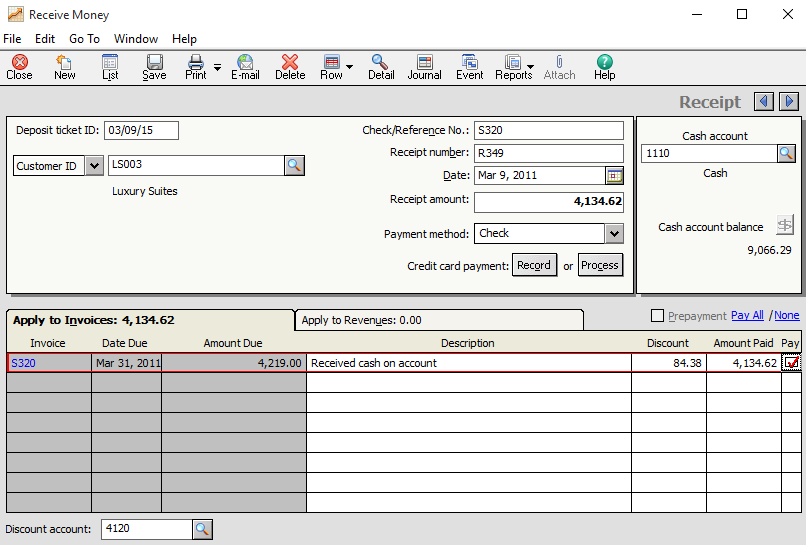 Receive Money
File Edit Go To Window Help
Close New List Save Print E-mail Delete Row Detail Journal Event Reports Attach Help
Receipt
Deposit ticket ID: 03/09/15
Customer ID LS003
Luxury Suites
Check/Reference No.: S320
Receipt number: R349
Date: Mar 9, 2011
Receipt amount: 4,134.62
Payment method: Check
Credit card payment: Record or Process
Cash account
1110
Cash
Cash account balance
9,066.29
Apply to Invoices: 4,134.62 Apply to Revenues: 0.00 Prepayment Pay All / None
Invoice Date Due Amount Due Description Discount Amount Paid Pay
S320 Mar 31, 2011 4,219.00 Received cash on account 84.38 4,134.62
Discount account: 4120